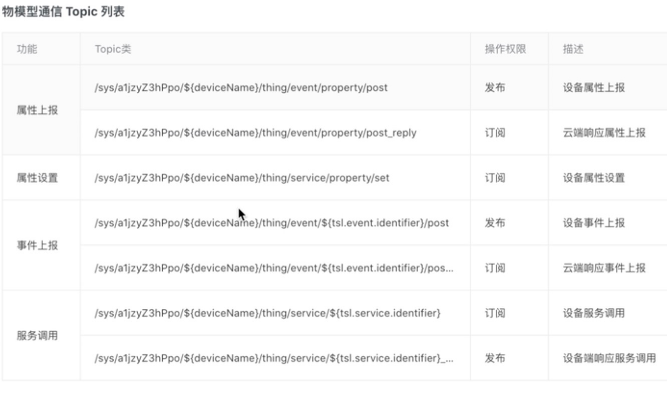 物模型通信 Topic 列表
功能 Topic类 操作权限 描述
属性上报
/sys/a1jzyZ3hPpo/${deviceName}/thing/event/property/post 发布 设备属性上报
/sys/a1jzyZ3hPpo/${deviceName}/thing/event/property/post_reply 订阅 云端响应属性上报
属性设置 /sys/a1jzyZ3hPpo/${deviceName}/thing/service/property/set 订阅 设备属性设置
事件上报
/sys/a1jzyZ3hPpo/${deviceName}/thing/event/${tsl.event.identifier}/post 发布 设备事件上报
/sys/a1jzyZ3hPpo/${deviceName}/thing/event/${tsl.event.identifier}/pos... 订阅 云端响应事件上报
服务调用
/sys/a1jzyZ3hPpo/${deviceName}/thing/service/${tsl.service.identifier} 订阅 设备服务调用
/sys/a1jzyZ3hPpo/${deviceName}/thing/service/${tsl.service.identifier}_... 发布 设备端响应服务调用